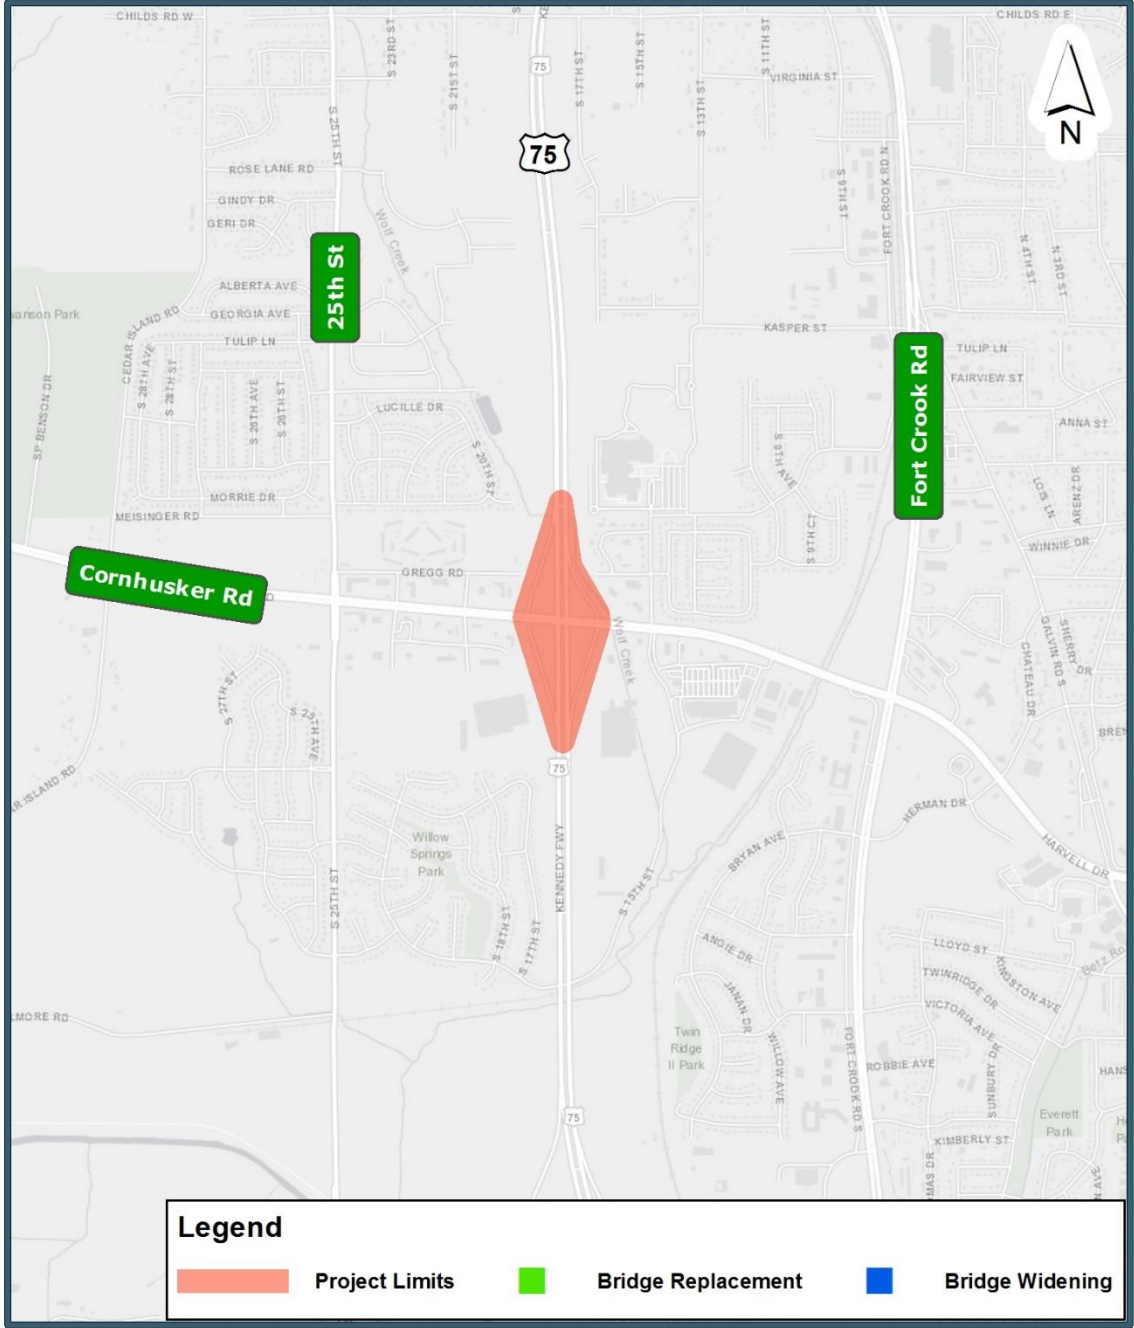 CHILDS RD W
CHILDS RD E
S 23RD ST
S 21ST ST
75
S 17TH ST
S 15TH ST
S 11TH ST
VIRGINIA ST
S 13TH ST
N
S 25TH ST
75
ROSE LANE RD
GINDY DR
GERI DR
Wolf Creek
S 9TH ST
FORT CROOK RD N
N 4TH ST
N 3RD ST
25th St
ALBERTA AVE
GEORGIA AVE
TULIP LN
CEDAR ISLAND RD
S 28TH AVE
S 28TH ST
S 26TH AVE
S 26TH ST
SP BENSON DR
KASPER ST
TULIP LN
FAIRVIEW ST
ANNA ST
Fort Crook Rd
LUCILLE DR
S 20TH ST
MORRIE DR
MEISINGER RD
S 9TH CT
LOIS LN
ARENZ DR
WINNIE DR
Cornhusker Rd
GREGG RD
Wolf Creek
GALVIN RD S
SHERRY DR
CHATEAU DR
S 27TH ST
S 25TH AVE
75
HERMAN DR
HARVELL DR
Willow
Springs
Park
KENNEDY FWY
BRYAN AVE
S 15TH ST
S 25TH ST
S 18TH ST
S 17TH ST
ANGIE DR
LLOYD ST
KINGSTON AVE
TWINRIDGE DR
VICTORIA AVE
JANAN DR
WILLOW AVE
Twin
Ridge
II Park
FORT CROOK RD S
ROBBIE AVE
SUNBURY DR
75
Everett
Park
KIMBERLY ST
Legend
Project Limits
Bridge Replacement
Bridge Widening